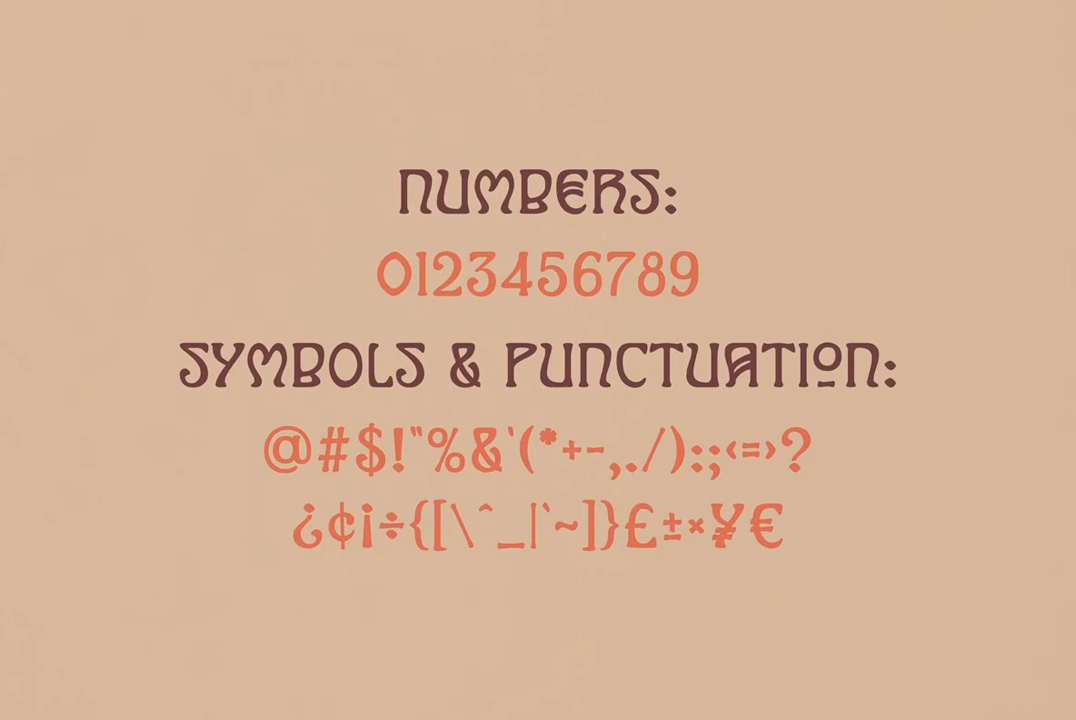 NUMBERS:
0123456789
SYMBOLS & PUNCTUATION:
@#$!"%&'(*+-,./):;‹=›?
¿¢¡÷{[\^_|`~]}£±×¥€